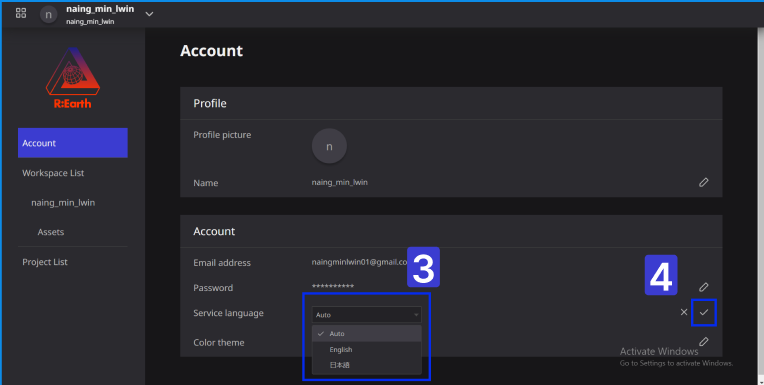 naing_min_lwin
n
naing_min_lwin
Account
R:Earth
Profile
Account
Profile picture
n
Workspace List
Name
naing_min_lwin
naing_min_lwin
Assets
Account
Project List
Email address
naingminlwin01@gmail.co
3
4
Password
**********
Service language
Auto
Auto
Color theme
English
日本語
Activate Windows
Go to Settings to activate Windows.